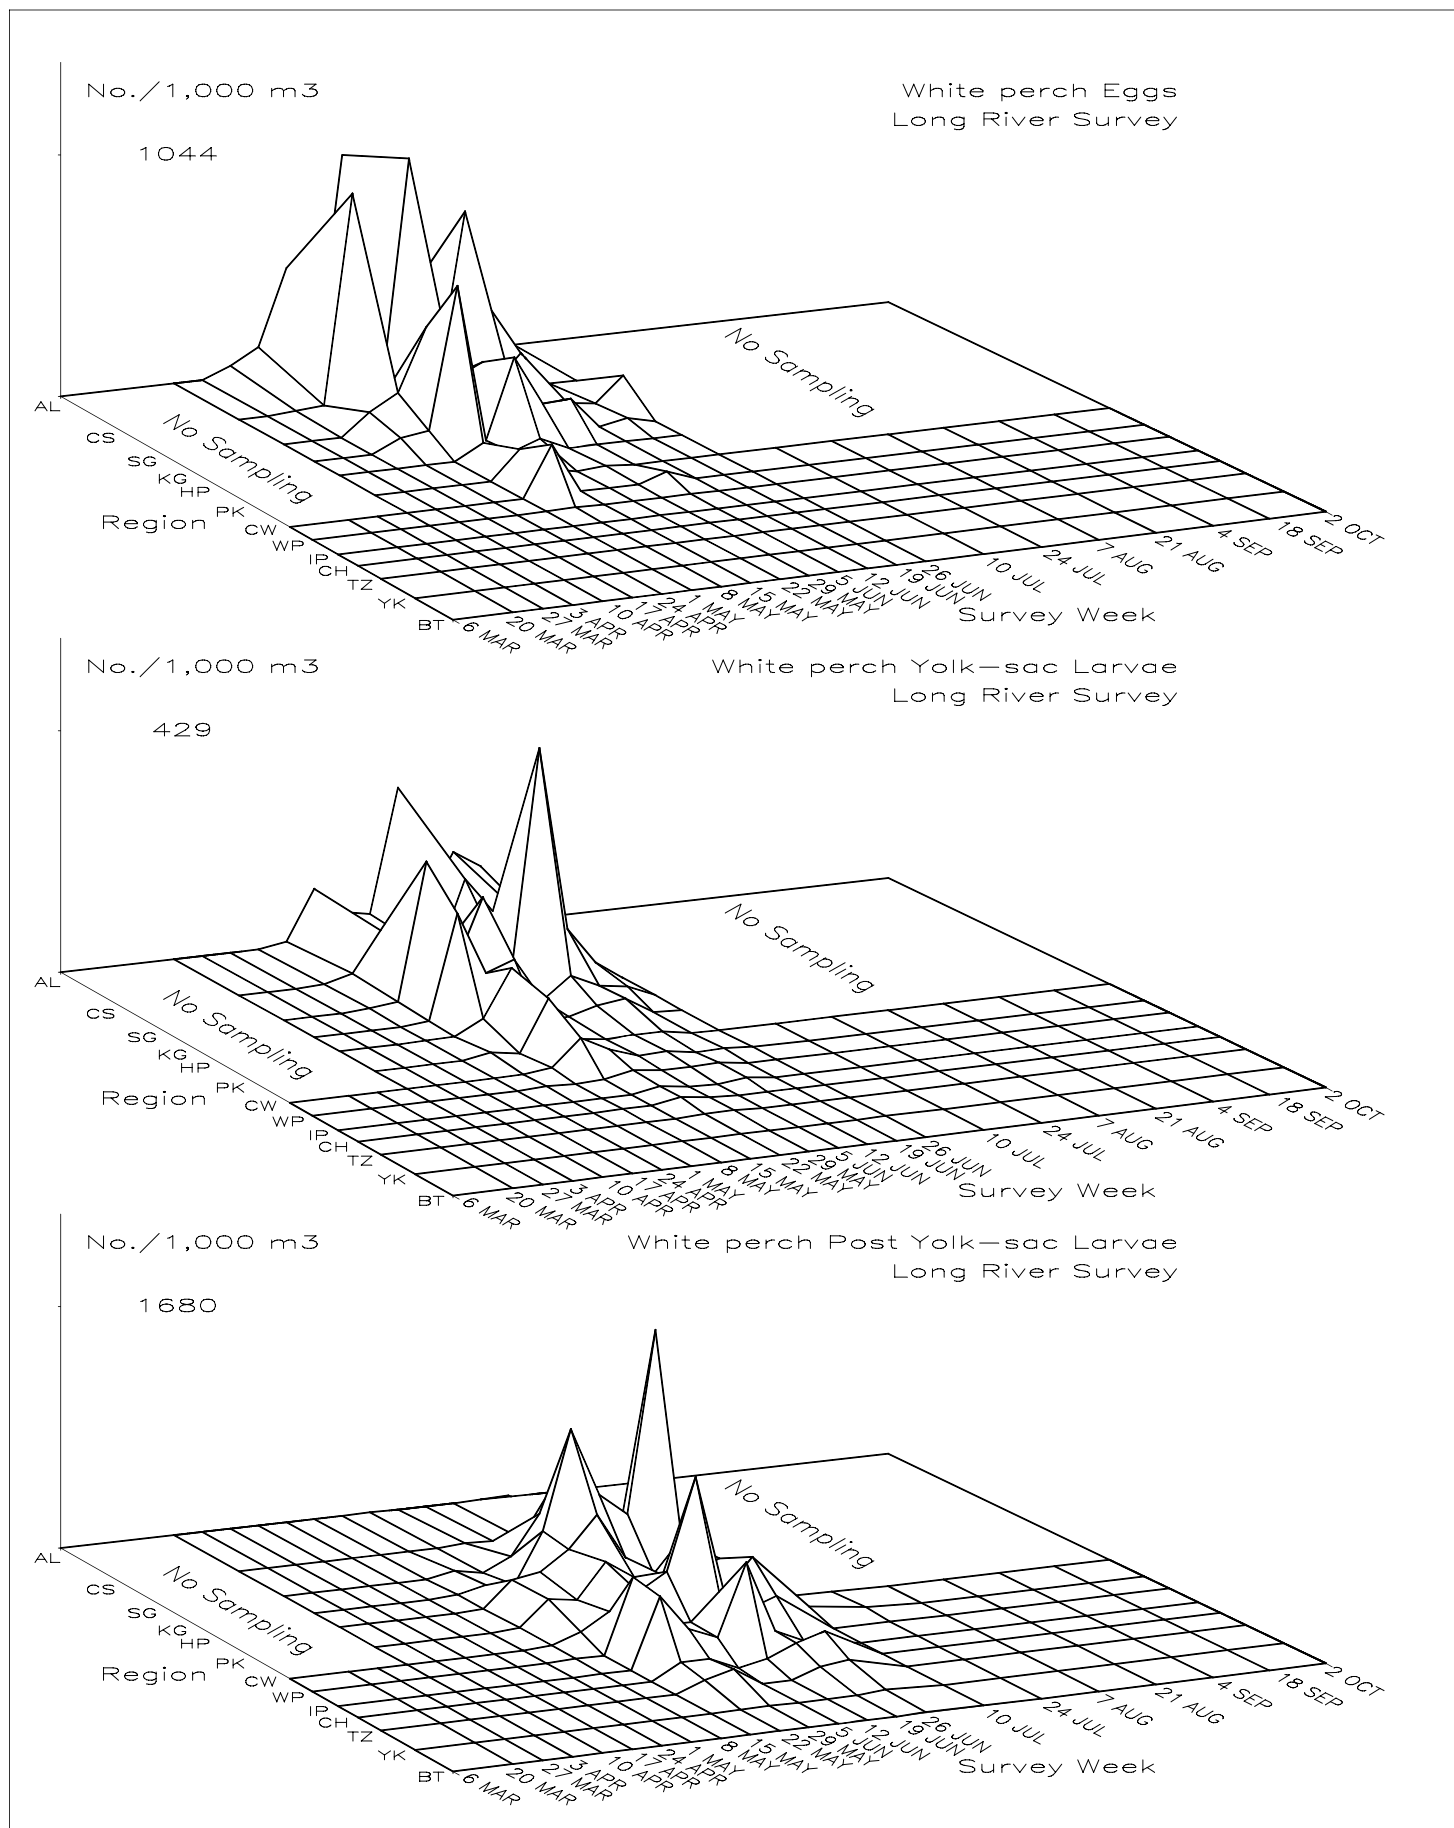 No./1,000 m3
White perch Eggs
Long River Survey
1044
No Sampling
No Sampling
AL
CS
SG
KG
HP
PK
CW
WP
IP
CH
TZ
YK
BT
Region
6 MAR
20 MAR
27 MAR
3 APR
10 APR
17 APR
24 APR
1 MAY
8 MAY
15 MAY
22 MAY
29 MAY
5 JUN
12 JUN
19 JUN
26 JUN
10 JUL
24 JUL
7 AUG
21 AUG
4 SEP
18 SEP
2 OCT
Survey Week
No./1,000 m3
White perch Yolk-sac Larvae
Long River Survey
429
No Sampling
No Sampling
AL
CS
SG
KG
HP
PK
CW
WP
IP
CH
TZ
YK
BT
Region
6 MAR
20 MAR
27 MAR
3 APR
10 APR
17 APR
24 APR
1 MAY
8 MAY
15 MAY
22 MAY
29 MAY
5 JUN
12 JUN
19 JUN
26 JUN
10 JUL
24 JUL
7 AUG
21 AUG
4 SEP
18 SEP
2 OCT
Survey Week
No./1,000 m3
White perch Post Yolk-sac Larvae
Long River Survey
1680
No Sampling
No Sampling
AL
CS
SG
KG
HP
PK
CW
WP
IP
CH
TZ
YK
BT
Region
6 MAR
20 MAR
27 MAR
3 APR
10 APR
17 APR
24 APR
1 MAY
8 MAY
15 MAY
22 MAY
29 MAY
5 JUN
12 JUN
19 JUN
26 JUN
10 JUL
24 JUL
7 AUG
21 AUG
4 SEP
18 SEP
2 OCT
Survey Week